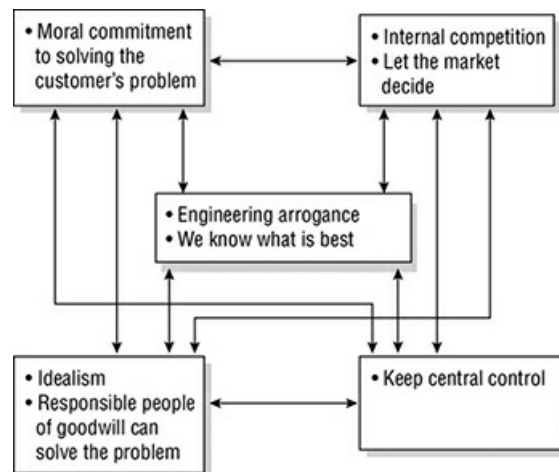 • Moral commitment
to solving the
customer's problem
• Internal competition
• Let the market
decide
• Engineering arrogance
• We know what is best
• Idealism
• Responsible people
of goodwill can
solve the problem
• Keep central control